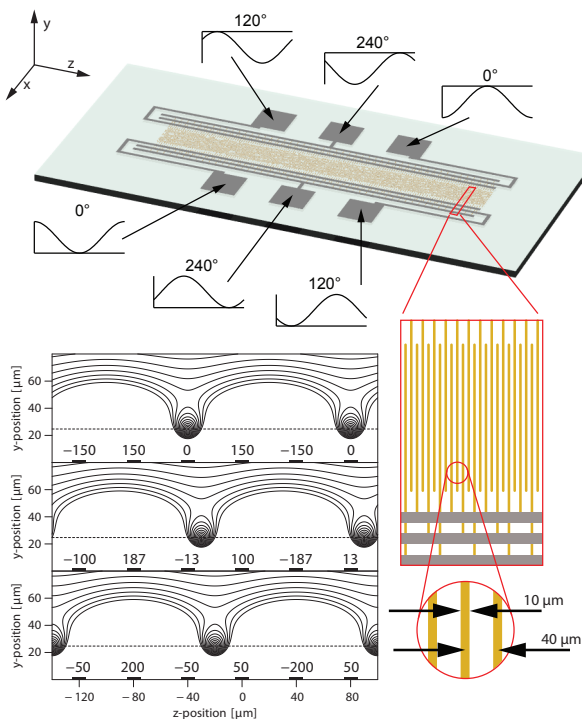 y
z
x
120°
240°
0°
0°
240°
120°
y-position [µm]
60
40
20
−150 150 0 150 −150 0
y-position [µm]
60
40
20
−100 187 −13 100 −187 13
y-position [µm]
60
40
20
−50 200 −50 50 −200 50
−120 −80 −40 0 40 80
z-position [µm]
10 µm
40 µm